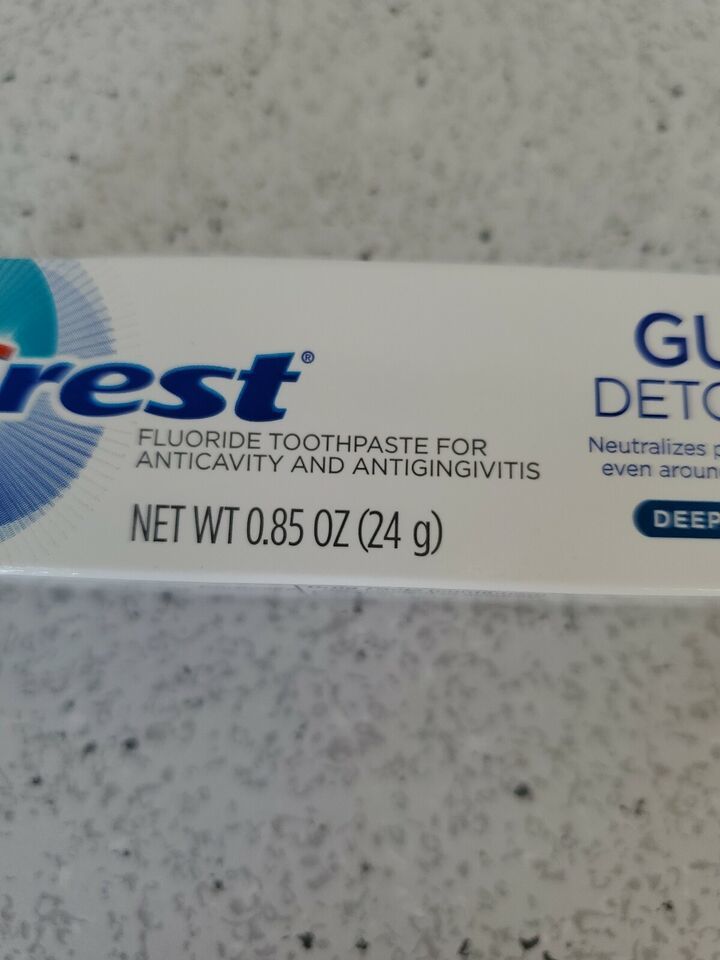 rest®
FLUORIDE TOOTHPASTE FOR
ANTICAVITY AND ANTIGINGIVITIS
NET WT 0.85 OZ (24 g)
GU
DETO
Neutralizes p
even aroun
DEEP